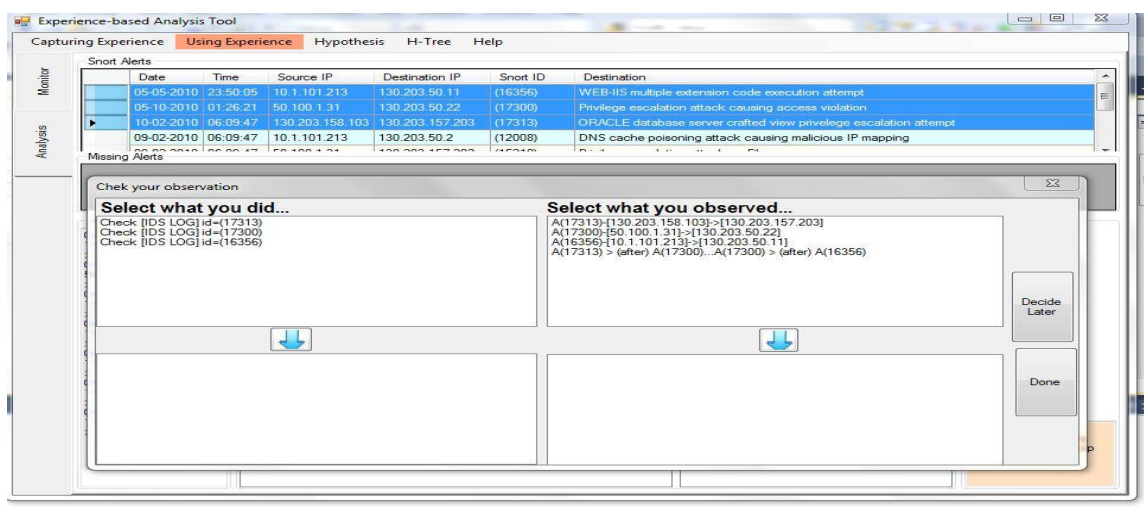 Experience-based Analysis Tool
Capturing Experience Using Experience Hypothesis H-Tree Help
Monitor
Analysis
Snort Alerts
Date Time Source IP Destination IP Snort ID Destination
05-05-2010 23:50:05 10.1.101.213 130.203.50.11 (16356) WEB-IIS multiple extension code execution attempt
05-10-2010 01:26:21 50.100.1.31 130.203.50.22 (17300) Privilege escalation attack causing access violation
10-02-2010 06:09:47 130.203.158.103 130.203.157.203 (17313) ORACLE database server crafted view privelege escalation attempt
09-02-2010 06:09:47 10.1.101.213 130.203.50.2 (12008) DNS cache poisoning attack causing malicious IP mapping
Missing Alerts
Chek your observation
Select what you did... Select what you observed...
Check [IDS LOG] id=(17313)
Check [IDS LOG] id=(17300)
Check [IDS LOG] id=(16356)
A(17313)-[130.203.158.103]->[130.203.157.203]
A(17300)-[50.100.1.31]->[130.203.50.22]
A(16356)-[10.1.101.213]->[130.203.50.11]
A(17313) > (after) A(17300)...A(17300) > (after) A(16356)
Decide
Later
Done